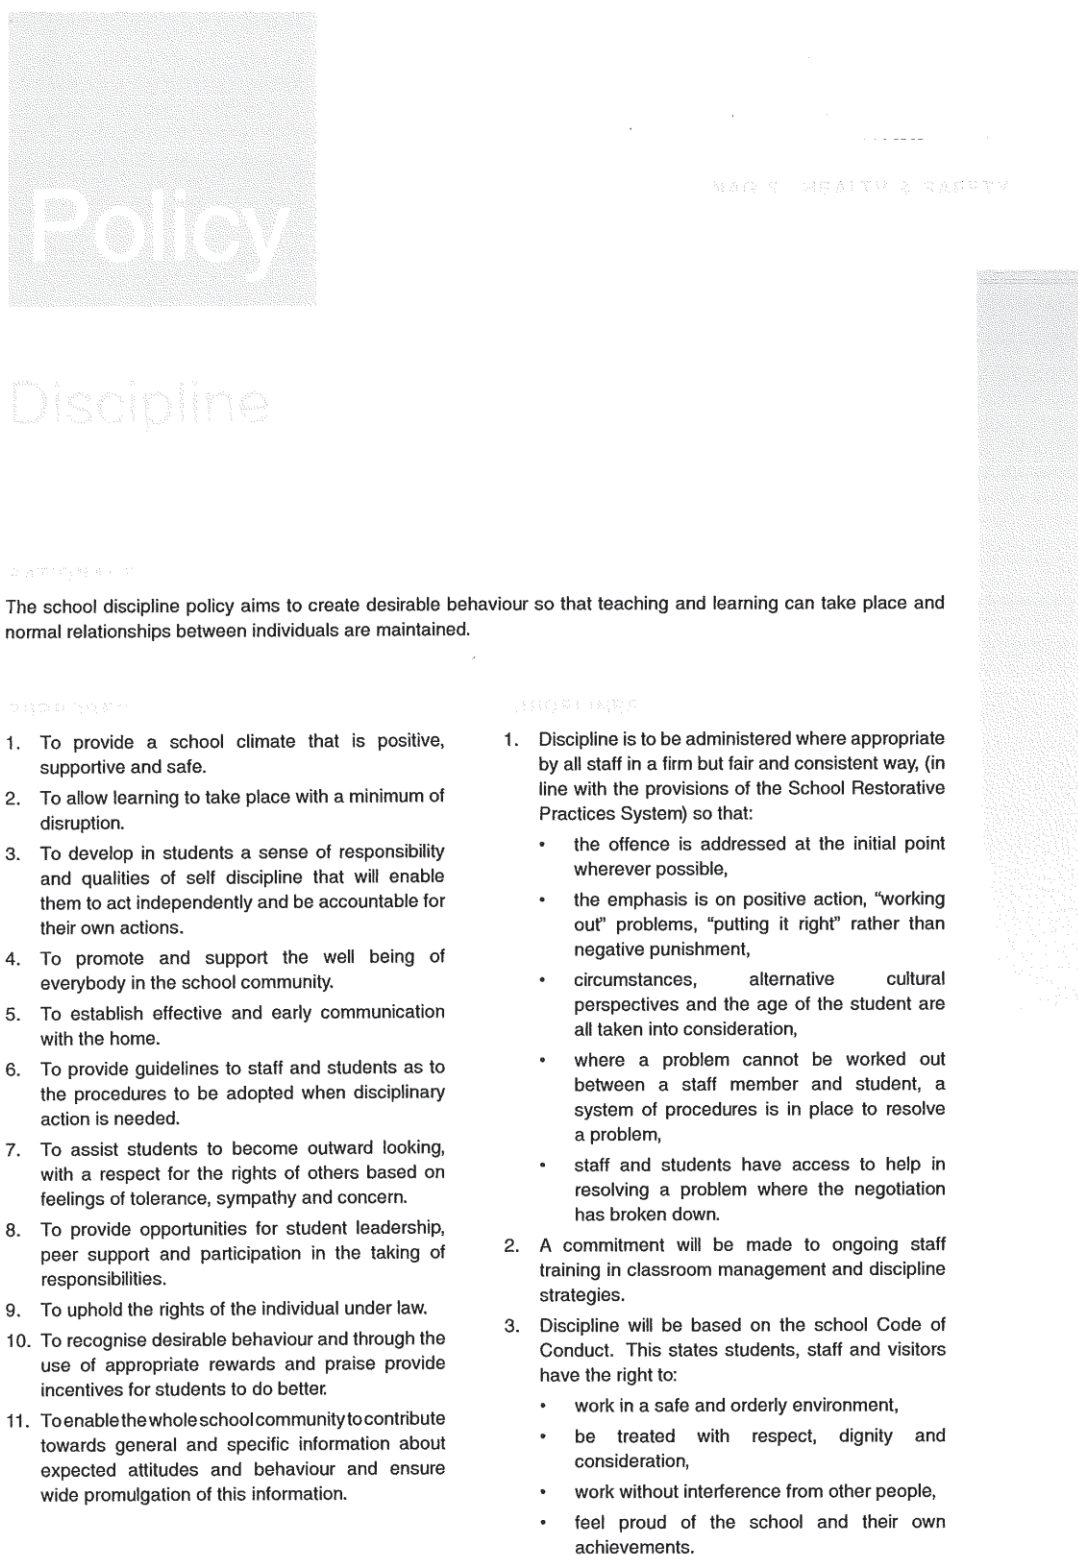 Policy
NAG 5 HEALTH & SAFETY
Discipline
RATIONALE
The school discipline policy aims to create desirable behaviour so that teaching and learning can take place and
normal relationships between individuals are maintained.
PURPOSES
1. To provide a school climate that is positive,
supportive and safe.
2. To allow learning to take place with a minimum of
disruption.
3. To develop in students a sense of responsibility
and qualities of self discipline that will enable
them to act independently and be accountable for
their own actions.
4. To promote and support the well being of
everybody in the school community.
5. To establish effective and early communication
with the home.
6. To provide guidelines to staff and students as to
the procedures to be adopted when disciplinary
action is needed.
7. To assist students to become outward looking,
with a respect for the rights of others based on
feelings of tolerance, sympathy and concern.
8. To provide opportunities for student leadership,
peer support and participation in the taking of
responsibilities.
9. To uphold the rights of the individual under law.
10. To recognise desirable behaviour and through the
use of appropriate rewards and praise provide
incentives for students to do better.
11. To enable the whole school community to contribute
towards general and specific information about
expected attitudes and behaviour and ensure
wide promulgation of this information.
GUIDELINES
1. Discipline is to be administered where appropriate
by all staff in a firm but fair and consistent way, (in
line with the provisions of the School Restorative
Practices System) so that:
• the offence is addressed at the initial point
wherever possible,
• the emphasis is on positive action, “working
out” problems, “putting it right” rather than
negative punishment,
• circumstances, alternative cultural
perspectives and the age of the student are
all taken into consideration,
• where a problem cannot be worked out
between a staff member and student, a
system of procedures is in place to resolve
a problem,
• staff and students have access to help in
resolving a problem where the negotiation
has broken down.
2. A commitment will be made to ongoing staff
training in classroom management and discipline
strategies.
3. Discipline will be based on the school Code of
Conduct. This states students, staff and visitors
have the right to:
• work in a safe and orderly environment,
• be treated with respect, dignity and
consideration,
• work without interference from other people,
• feel proud of the school and their own
achievements.